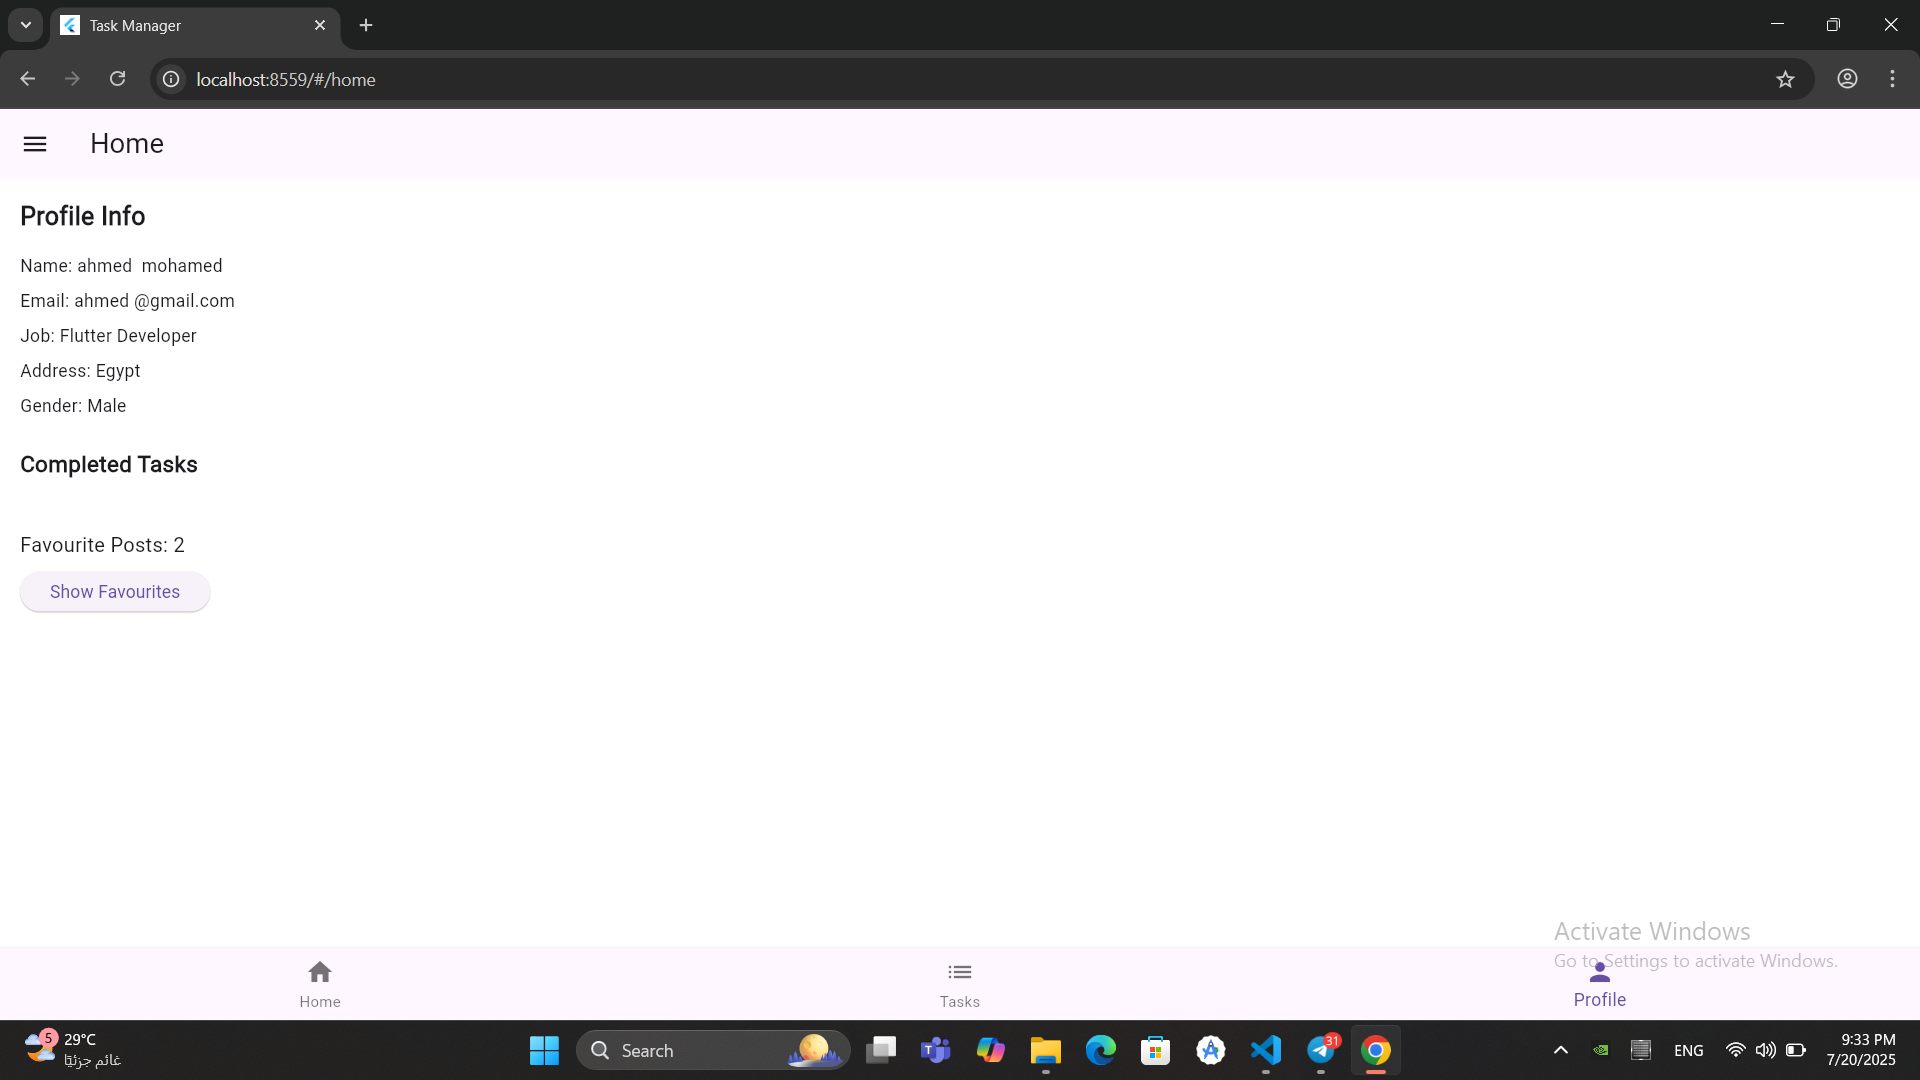 Task Manager
localhost:8559/#/home
Home
Profile Info
Name: ahmed  mohamed
Email: ahmed @gmail.com
Job: Flutter Developer
Address: Egypt
Gender: Male
Completed Tasks
Favourite Posts: 2
Show Favourites
Activate Windows
Go to Settings to activate Windows.
Home
Tasks
Profile
5
29°C
غائم جزئيًا
Search
T
31
ENG
9:33 PM
7/20/2025